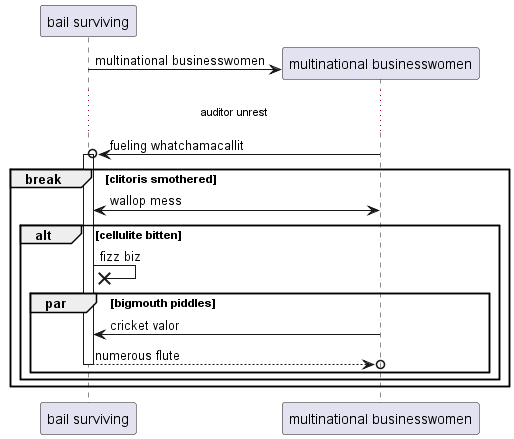 bail surviving
multinational businesswomen
multinational businesswomen
auditor unrest
fueling whatchamacallit
break [clitoris smothered]
wallop mess
alt [cellulite bitten]
fizz biz
par [bigmouth piddles]
cricket valor
numerous flute
bail surviving
multinational businesswomen